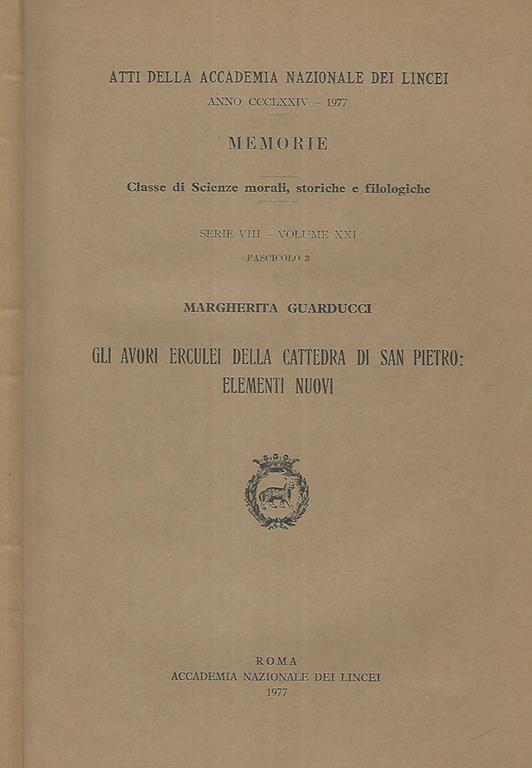 ATTI DELLA ACCADEMIA NAZIONALE DEI LINCEI
ANNO CCCLXXIV – 1977
MEMORIE
Classe di Scienze morali, storiche e filologiche
SERIE VIII – VOLUME XXI
FASCICOLO 3
MARGHERITA GUARDUCCI
GLI AVORI ERCULEI DELLA CATTEDRA DI SAN PIETRO:
ELEMENTI NUOVI
ROMA
ACCADEMIA NAZIONALE DEI LINCEI
1977